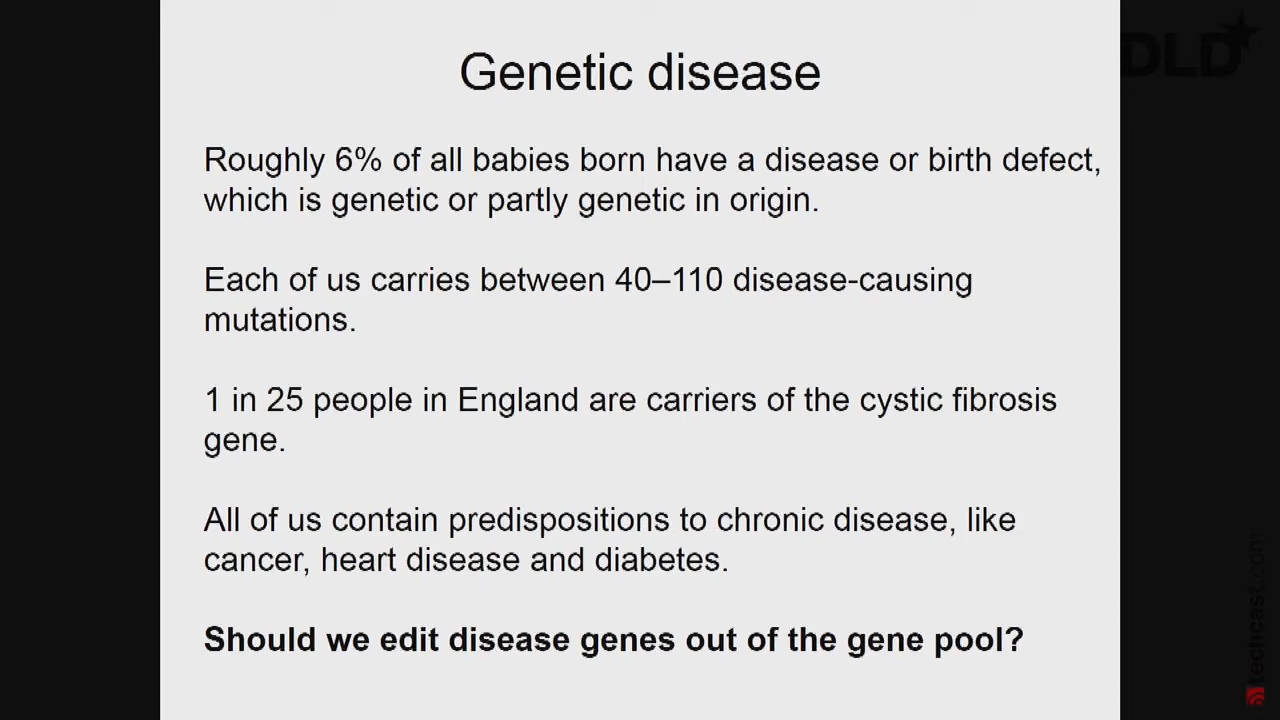 DLD
Genetic disease
Roughly 6% of all babies born have a disease or birth defect,
which is genetic or partly genetic in origin.
Each of us carries between 40–110 disease-causing
mutations.
1 in 25 people in England are carriers of the cystic fibrosis
gene.
All of us contain predispositions to chronic disease, like
cancer, heart disease and diabetes.
Should we edit disease genes out of the gene pool?
techcast.com